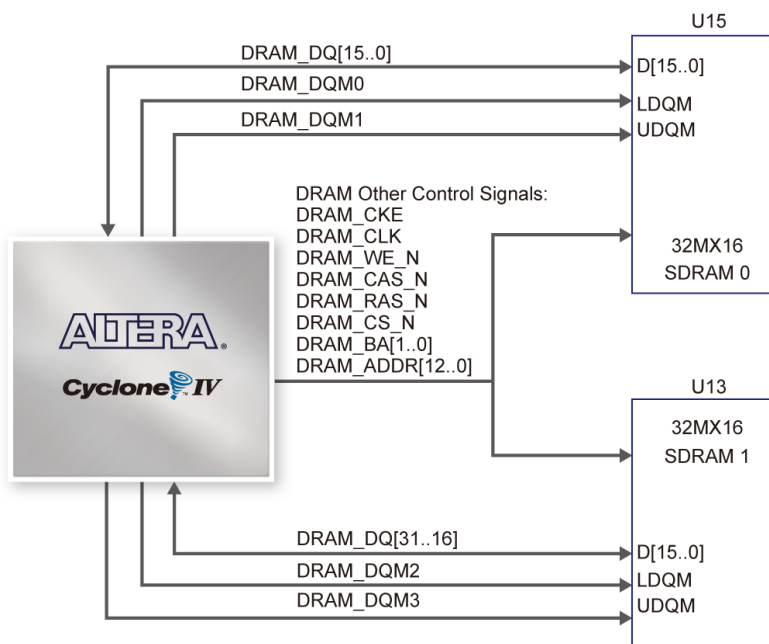 U15
DRAM_DQ[15..0]
D[15..0]
DRAM_DQM0
LDQM
DRAM_DQM1
UDQM
DRAM Other Control Signals:
DRAM_CKE
DRAM_CLK
DRAM_WE_N
DRAM_CAS_N
DRAM_RAS_N
DRAM_CS_N
DRAM_BA[1..0]
DRAM_ADDR[12..0]
32MX16
SDRAM 0
ALTERA.
Cyclone™ IV
U13
32MX16
SDRAM 1
DRAM_DQ[31..16]
D[15..0]
DRAM_DQM2
LDQM
DRAM_DQM3
UDQM